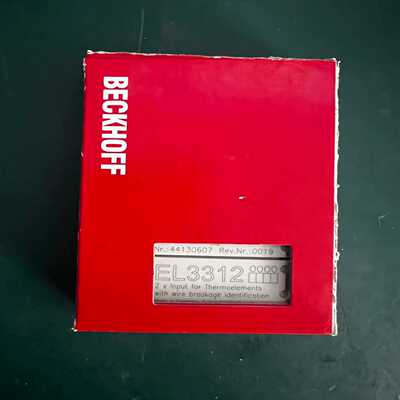 BECKHOFF
Nr.:44130607 Rev.Nr.:0019
EL3312
2 x Input for Thermoelements
with wire breakage identification